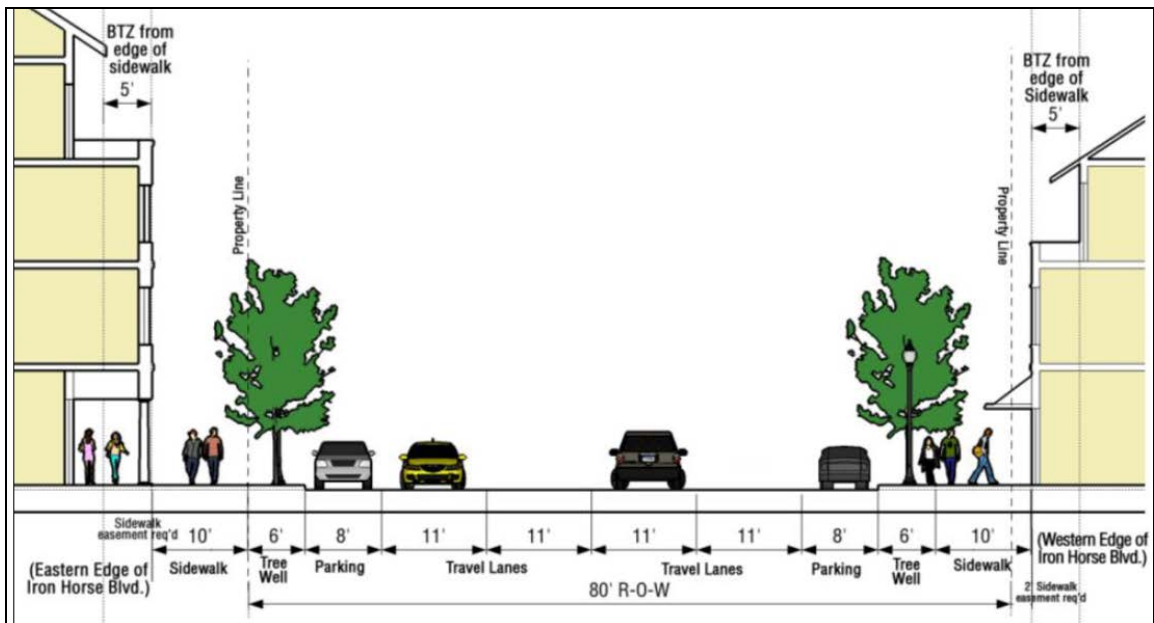 BTZ from
edge of
sidewalk
5'
BTZ from
edge of
Sidewalk
5'
Property Line
Property Line
Sidewalk
easement req'd
10' 6' 8' 11' 11' 11' 11' 8' 6' 10'
(Eastern Edge of
Iron Horse Blvd.)
Sidewalk
Tree
Well
Parking
Travel Lanes
Travel Lanes
Parking
Tree
Well
Sidewalk
(Western Edge of
Iron Horse Blvd.)
80' R-O-W
2' Sidewalk
easement req'd